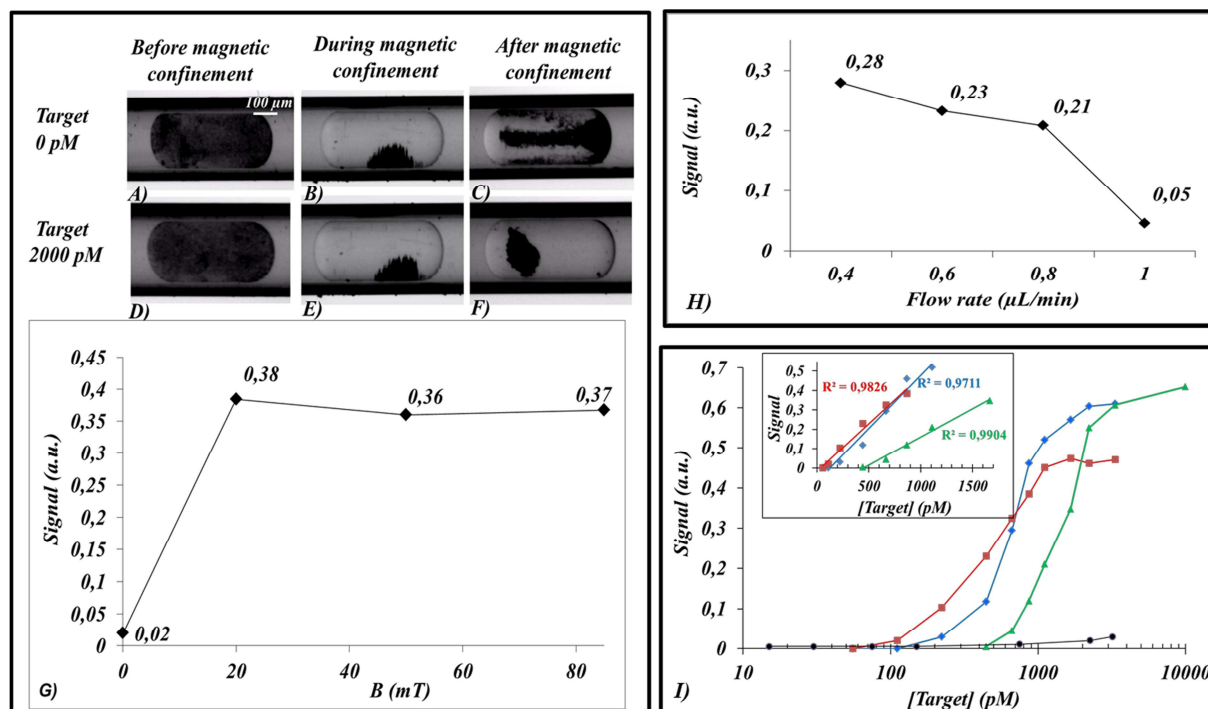 Before magnetic
confinement
During magnetic
confinement
After magnetic
confinement
Target
0 pM
100 µm
A)
B)
C)
Target
2000 pM
D)
E)
F)
0,45
0,4
0,35
0,3
0,25
0,2
0,15
0,1
0,05
0
Signal (a.u.)
0,02
0,38
0,36
0,37
0 20 40 60 80
B (mT)
G)
0,3
0,2
0,1
0
Signal (a.u.)
0,28
0,23
0,21
0,05
0,4 0,6 0,8 1
Flow rate (µL/min)
H)
0,7
0,6
0,5
0,4
0,3
0,2
0,1
0
Signal (a.u.)
0,5
0,4
0,3
0,2
0,1
0
Signal
R² = 0,9826
R² = 0,9711
R² = 0,9904
0 500 1000 1500
[Target] (pM)
10 100 1000 10000
[Target] (pM)
I)